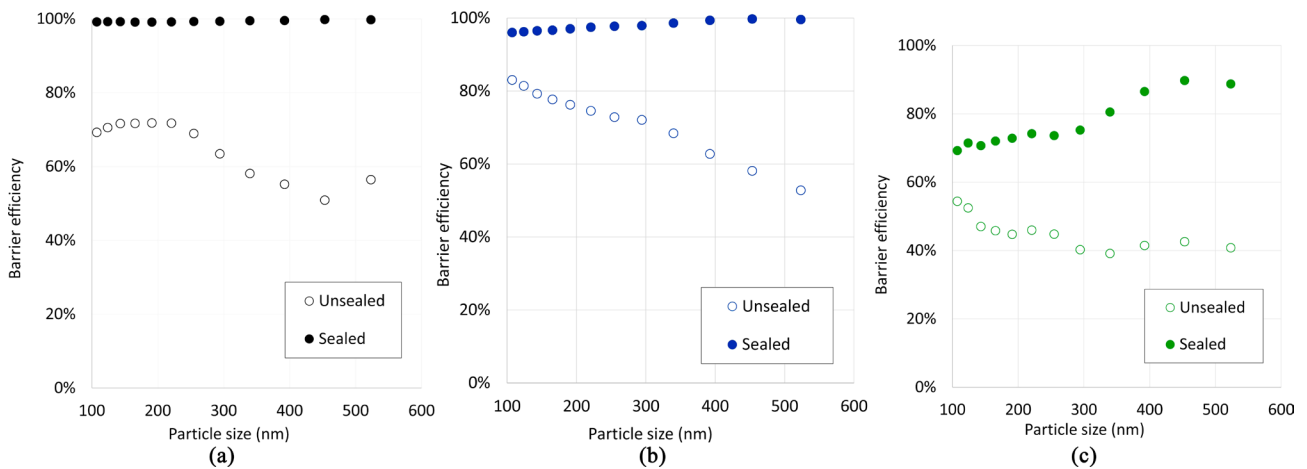 100%
80%
60%
40%
20%
0%
Barrier efficiency
Unsealed
Sealed
100 200 300 400 500 600
Particle size (nm)
(a)
100%
80%
60%
40%
20%
0%
Barrier efficiency
Unsealed
Sealed
100 200 300 400 500 600
Particle size (nm)
(b)
100%
80%
60%
40%
20%
0%
Barrier efficiency
Unsealed
Sealed
100 200 300 400 500 600
Particle size (nm)
(c)